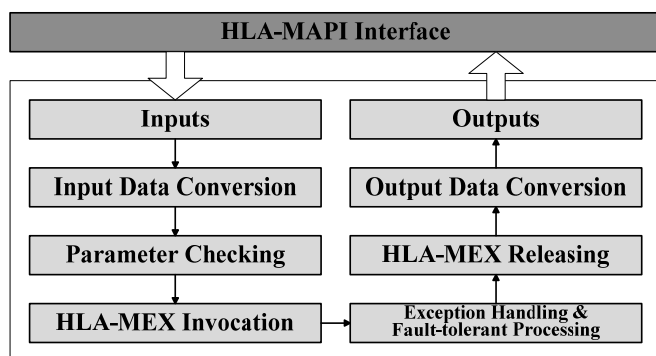 HLA-MAPI Interface
Inputs
Input Data Conversion
Parameter Checking
HLA-MEX Invocation
Exception Handling &
Fault-tolerant Processing
HLA-MEX Releasing
Output Data Conversion
Outputs